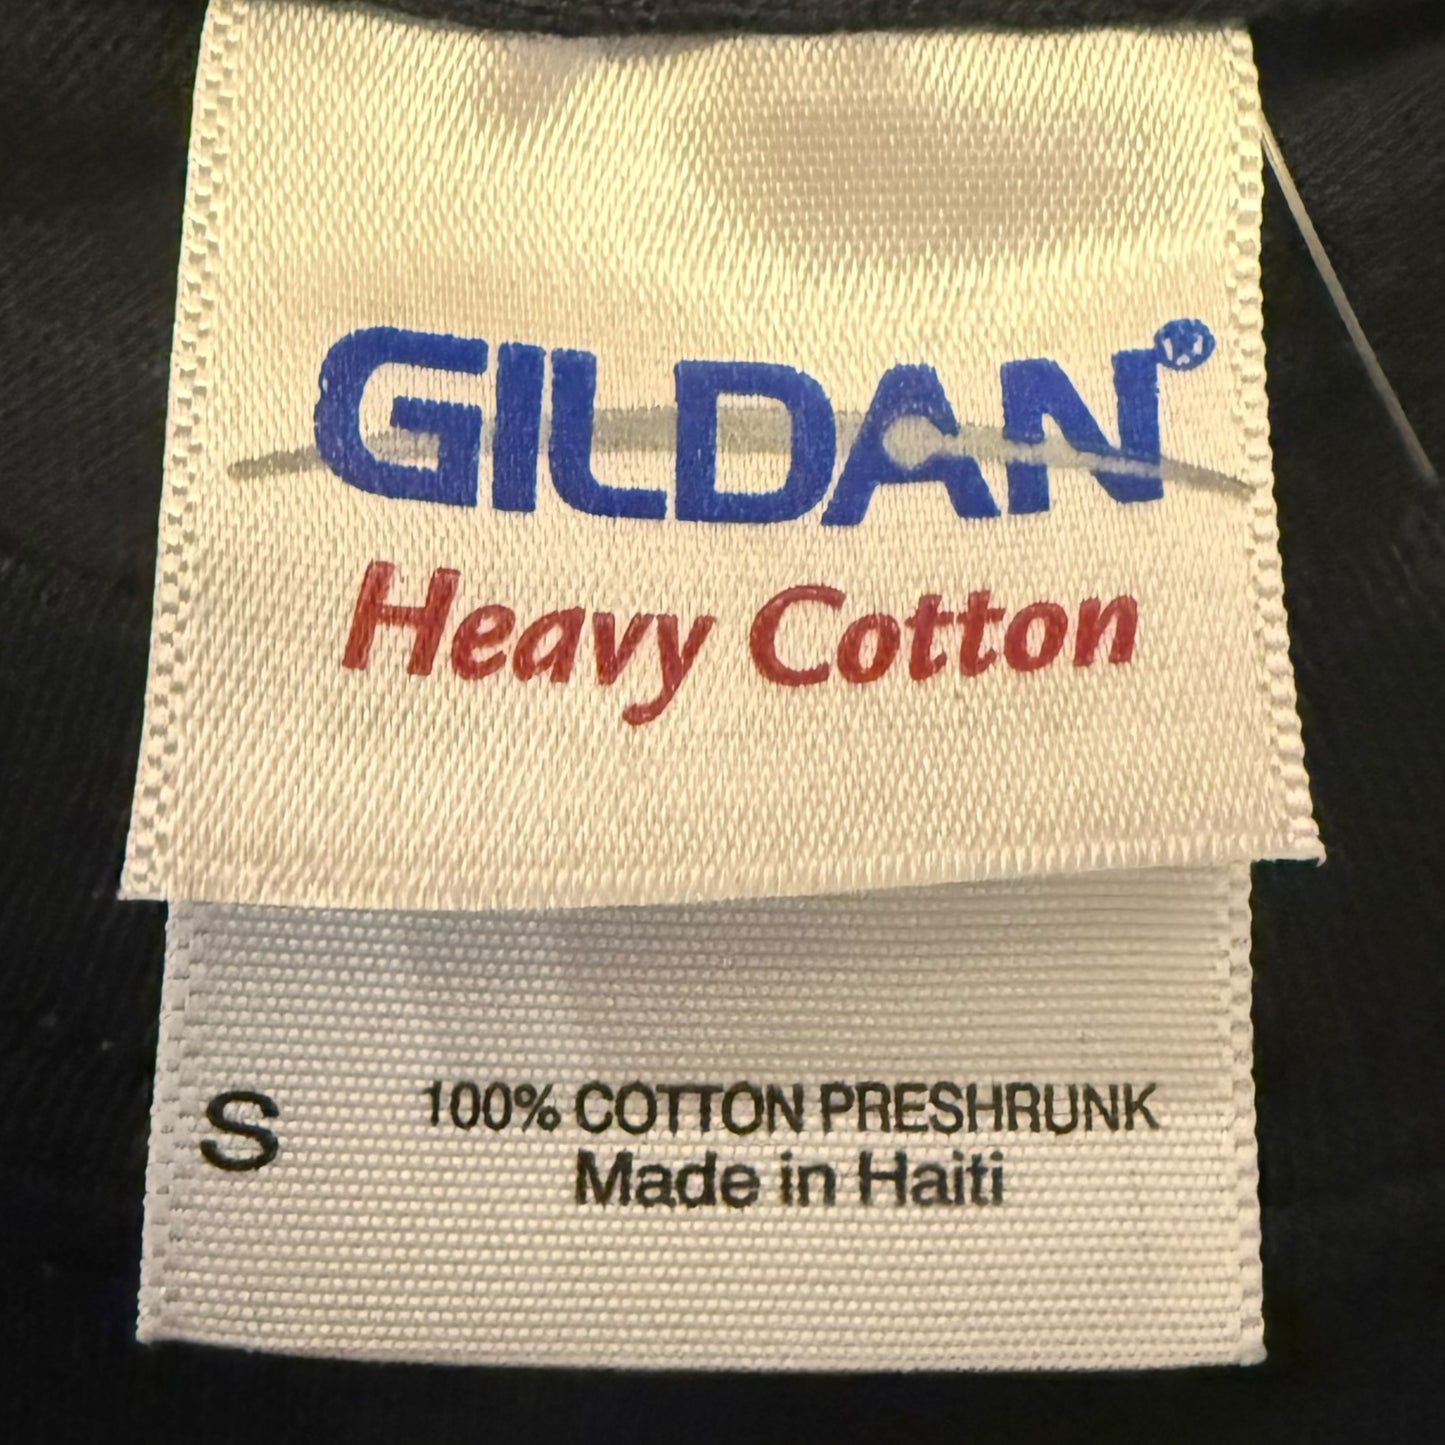 GILDAN®
Heavy Cotton
S
100% COTTON PRESHRUNK
Made in Haiti